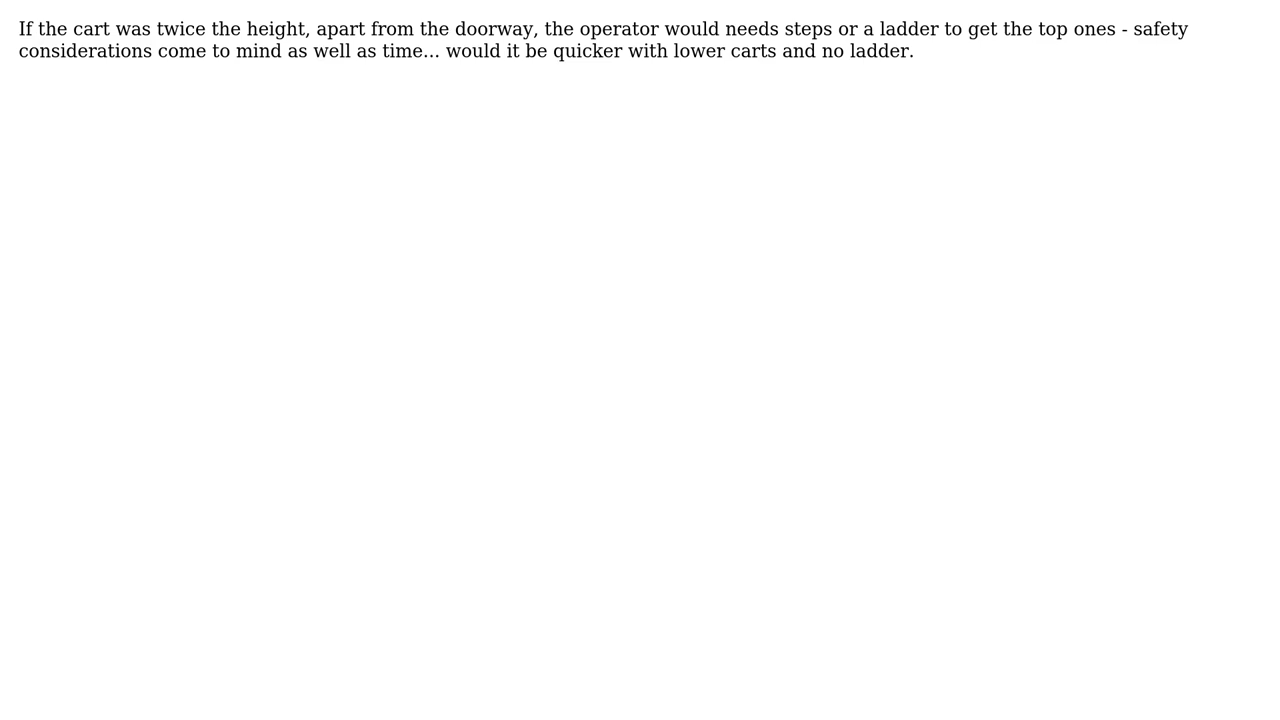 If the cart was twice the height, apart from the doorway, the operator would needs steps or a ladder to get the top ones - safety
considerations come to mind as well as time... would it be quicker with lower carts and no ladder.